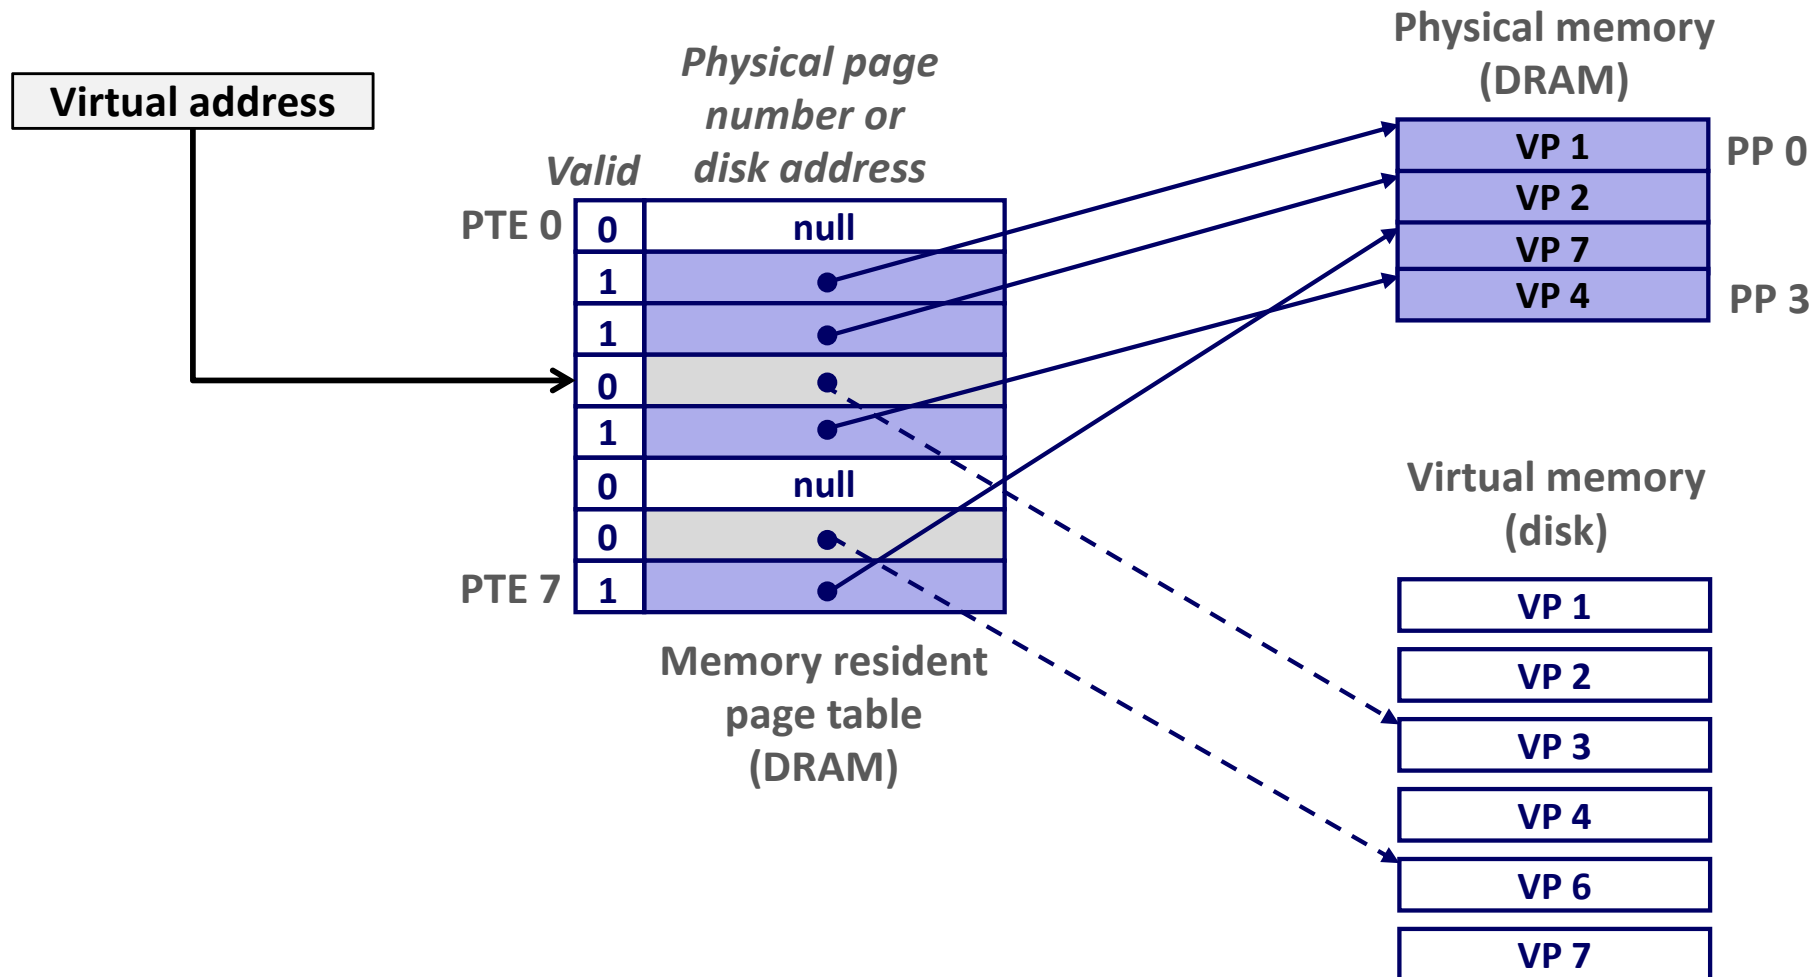 Virtual address
Physical page
number or
disk address
Valid
PTE 0
0
null
1
1
0
1
0
null
0
PTE 7
1
Memory resident
page table
(DRAM)
Physical memory
(DRAM)
VP 1
PP 0
VP 2
VP 7
VP 4
PP 3
Virtual memory
(disk)
VP 1
VP 2
VP 3
VP 4
VP 6
VP 7